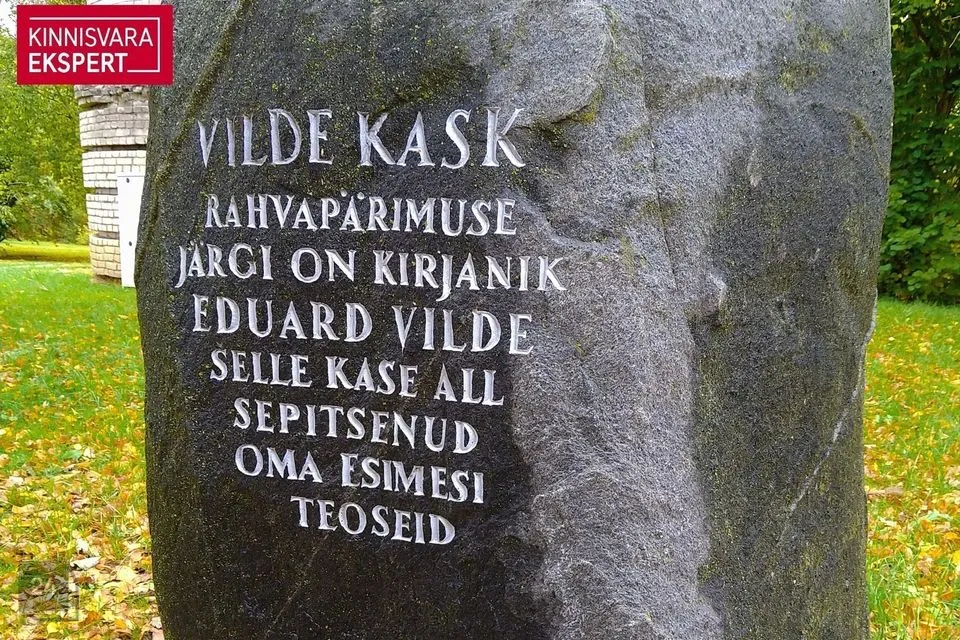 KINNISVARA
EKSPERT
VILDE KASK
RAHVAPÄRIMUSE
JÄRGI ON KIRJANIK
EDUARD VILDE
SELLE KASE ALL
SEPITSENUD
OMA ESIMESI
TEOSEID